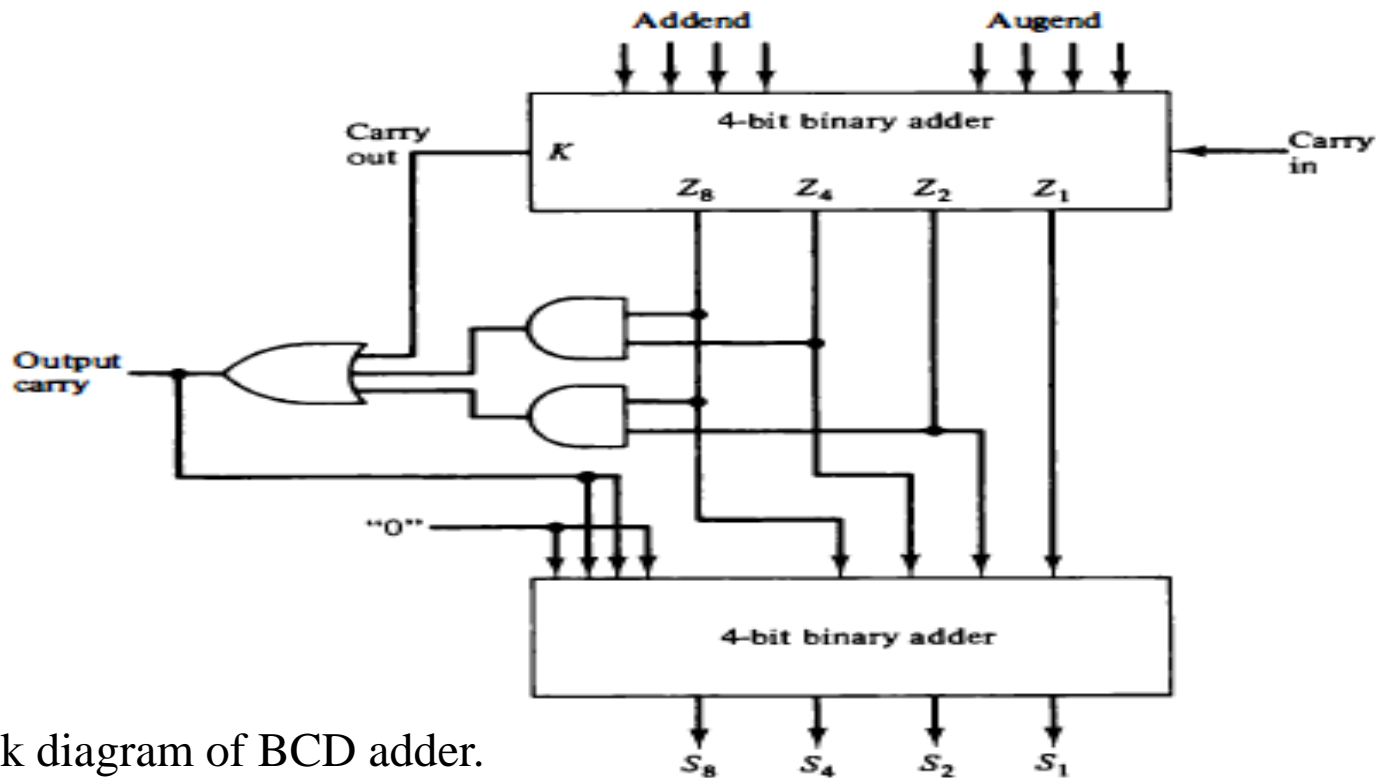 Addend Augend
4-bit binary adder
Carry
out
K
Carry
in
Z₈ Z₄ Z₂ Z₁
Output
carry
"0"
4-bit binary adder
k diagram of BCD adder.
S₈ S₄ S₂ S₁